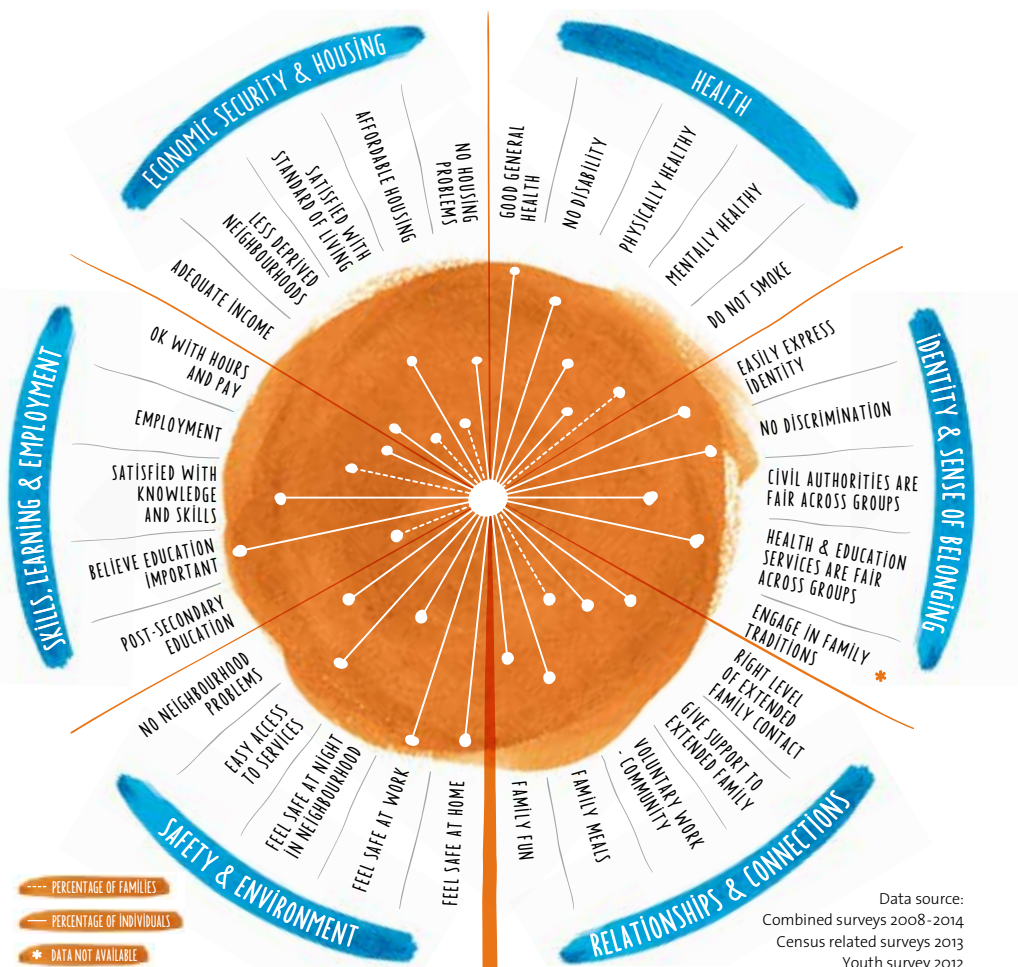 ECONOMIC SECURITY & HOUSING
ADEQUATE INCOME
LESS DEPRIVED
NEIGHBOURHOODS
SATISFIED WITH
STANDARD OF LIVING
AFFORDABLE HOUSING
NO HOUSING
PROBLEMS
HEALTH
GOOD GENERAL
HEALTH
NO DISABILITY
PHYSICALLY HEALTHY
MENTALLY HEALTHY
DO NOT SMOKE
IDENTITY & SENSE OF BELONGING
EASILY EXPRESS
IDENTITY
NO DISCRIMINATION
CIVIL AUTHORITIES ARE
FAIR ACROSS GROUPS
HEALTH & EDUCATION
SERVICES ARE FAIR
ACROSS GROUPS
ENGAGE IN FAMILY
TRADITIONS
*
RELATIONSHIPS & CONNECTIONS
RIGHT LEVEL
OF EXTENDED
FAMILY CONTACT
GIVE SUPPORT TO
EXTENDED FAMILY
VOLUNTARY WORK
- COMMUNITY
FAMILY MEALS
FAMILY FUN
SAFETY & ENVIRONMENT
FEEL SAFE AT HOME
FEEL SAFE AT WORK
FEEL SAFE AT NIGHT
IN NEIGHBOURHOOD
EASY ACCESS
TO SERVICES
NO NEIGHBOURHOOD
PROBLEMS
SKILLS, LEARNING & EMPLOYMENT
POST-SECONDARY
EDUCATION
BELIEVE EDUCATION
IMPORTANT
SATISFIED WITH
KNOWLEDGE
AND SKILLS
EMPLOYMENT
OK WITH HOURS
AND PAY
---- PERCENTAGE OF FAMILIES
— PERCENTAGE OF INDIVIDUALS
* DATA NOT AVAILABLE
Data source:
Combined surveys 2008-2014
Census related surveys 2013
Youth survey 2012